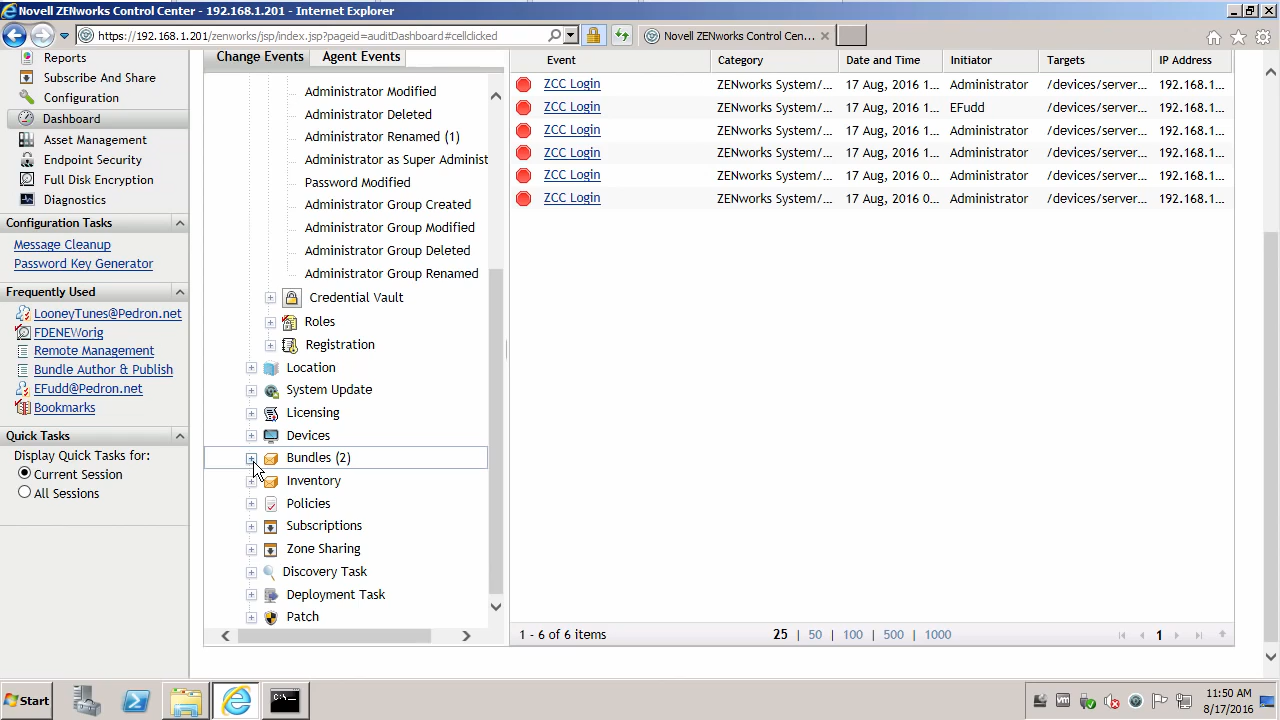 Novell ZENworks Control Center - 192.168.1.201 - Internet Explorer
https://192.168.1.201/zenworks/jsp/index.jsp?pageid=auditDashboard#cellclicked
Novell ZENworks Control Cen...
Reports
Subscribe And Share
Configuration
Dashboard
Asset Management
Endpoint Security
Full Disk Encryption
Diagnostics
Configuration Tasks
Message Cleanup
Password Key Generator
Frequently Used
LooneyTunes@Pedron.net
FDENEWorig
Remote Management
Bundle Author & Publish
EFudd@Pedron.net
Bookmarks
Quick Tasks
Display Quick Tasks for:
Current Session
All Sessions
Change Events Agent Events
Administrator Modified
Administrator Deleted
Administrator Renamed (1)
Administrator as Super Administ
Password Modified
Administrator Group Created
Administrator Group Modified
Administrator Group Deleted
Administrator Group Renamed
Credential Vault
Roles
Registration
Location
System Update
Licensing
Devices
Bundles (2)
Inventory
Policies
Subscriptions
Zone Sharing
Discovery Task
Deployment Task
Patch
Event Category Date and Time Initiator Targets IP Address
ZCC Login ZENworks System/... 17 Aug, 2016 1... Administrator /devices/server... 192.168.1...
ZCC Login ZENworks System/... 17 Aug, 2016 1... EFudd /devices/server... 192.168.1...
ZCC Login ZENworks System/... 17 Aug, 2016 1... Administrator /devices/server... 192.168.1...
ZCC Login ZENworks System/... 17 Aug, 2016 1... Administrator /devices/server... 192.168.1...
ZCC Login ZENworks System/... 17 Aug, 2016 0... Administrator /devices/server... 192.168.1...
ZCC Login ZENworks System/... 17 Aug, 2016 0... Administrator /devices/server... 192.168.1...
1 - 6 of 6 items 25 | 50 | 100 | 500 | 1000 1
Start
11:50 AM
8/17/2016